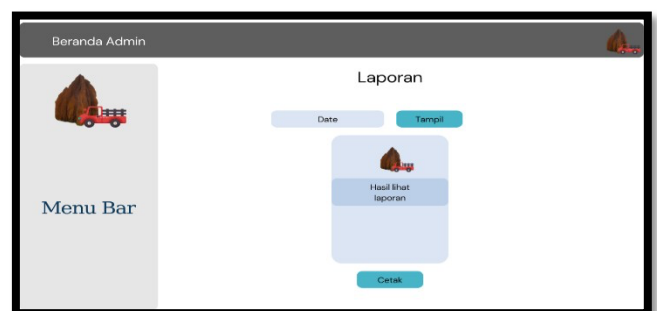 Beranda Admin
Laporan
Date
Tampil
Hasil lihat
laporan
Menu Bar
Cetak